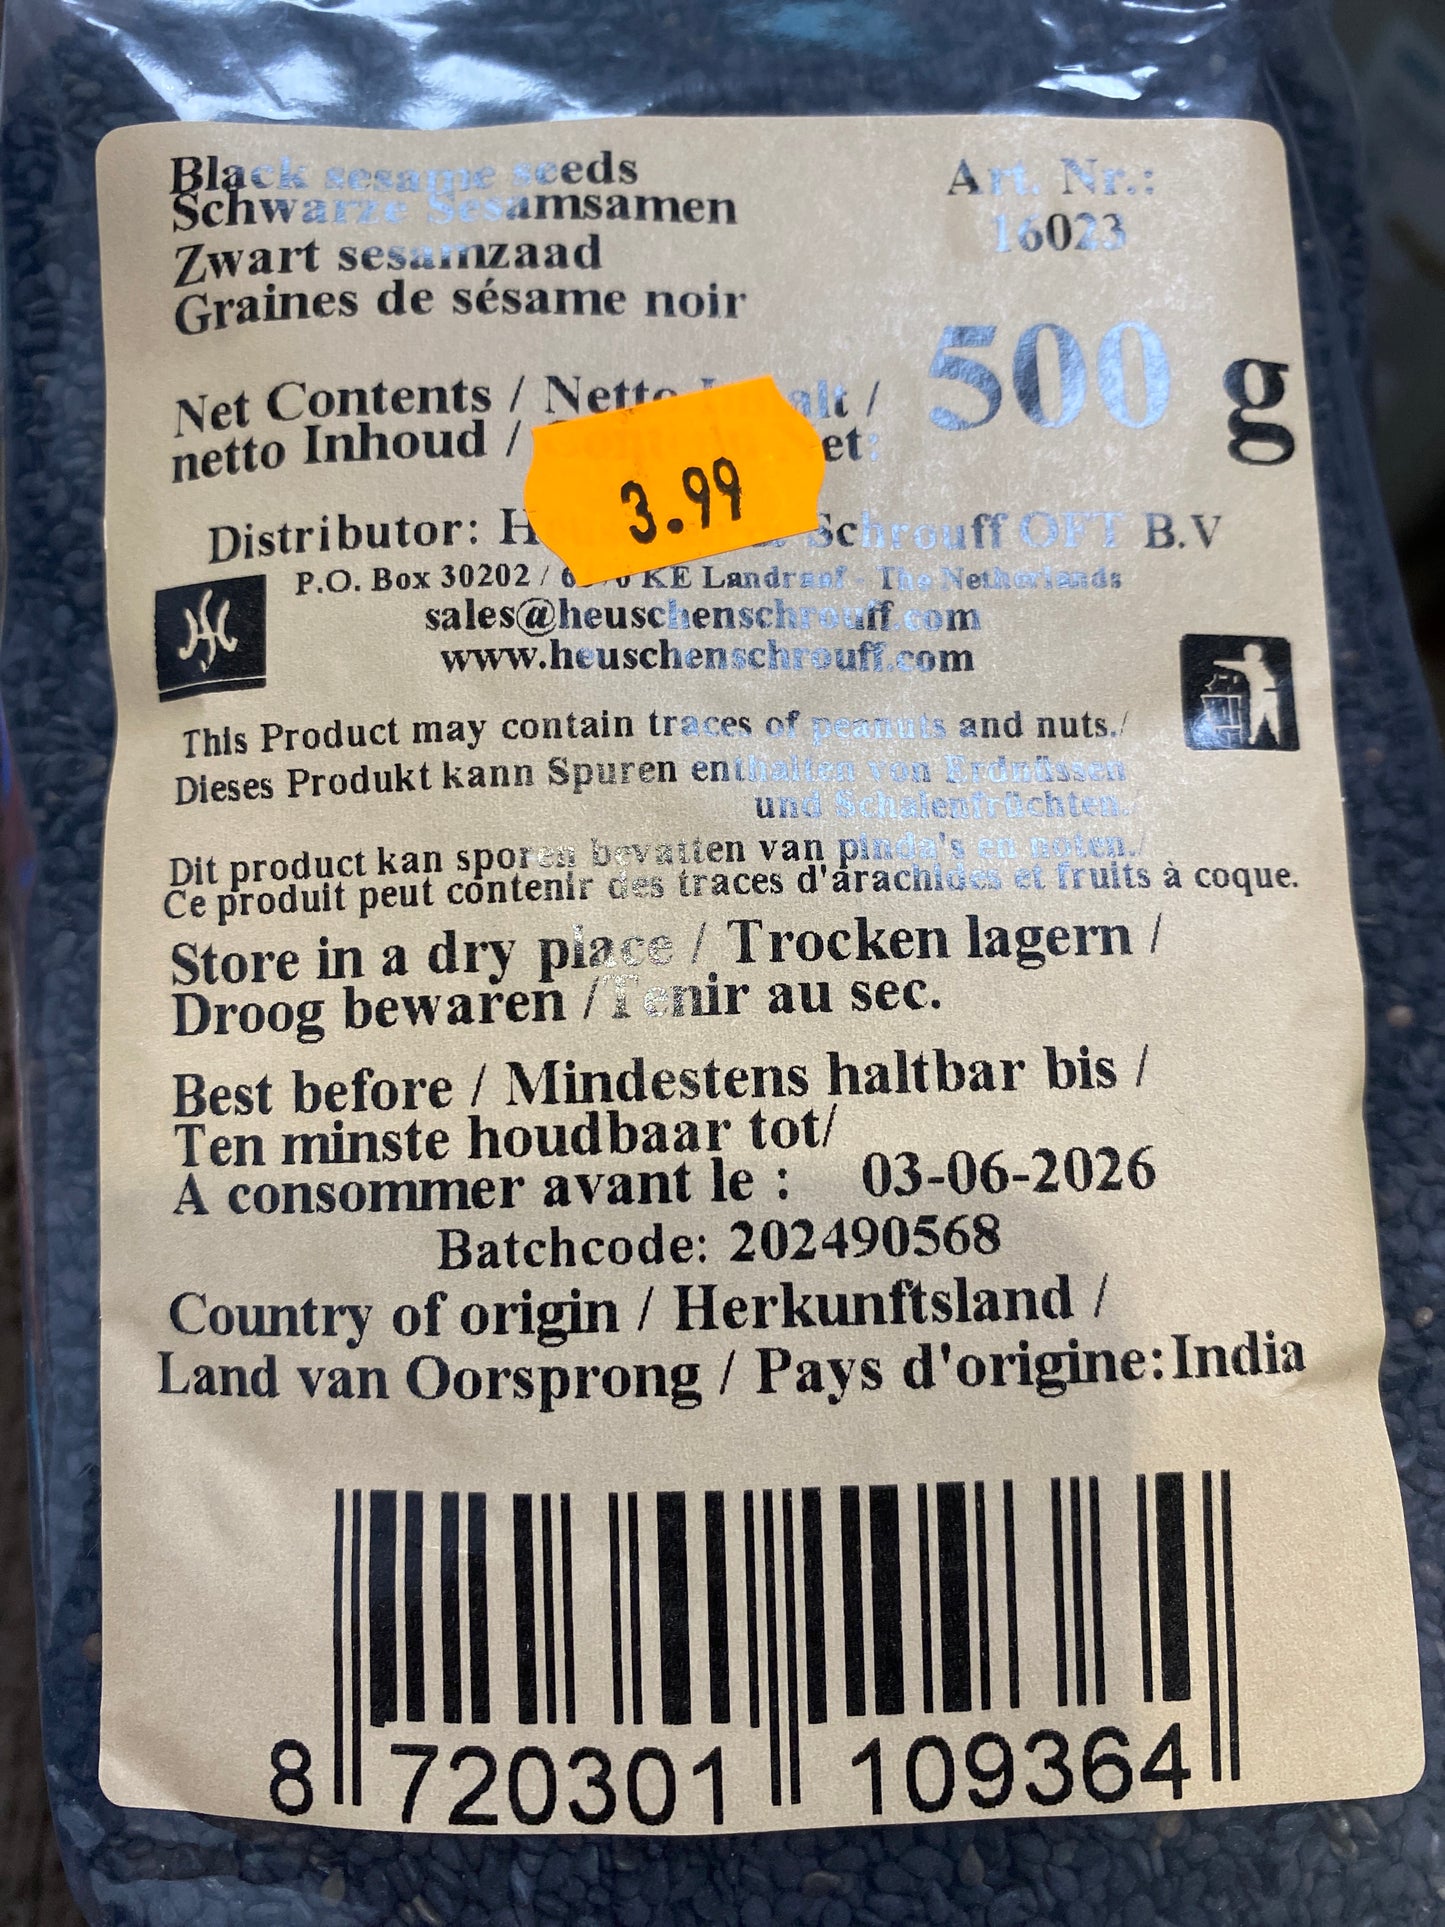 Black sesame seeds
Schwarze Sesamsamen
Zwart sesamzaad
Graines de sésame noir
Art. Nr.:
16023
Net Contents / Netto Inhalt /
netto Inhoud / et:
500 g
3.99
Distributor: Schrouff OFT B.V
P.O. Box 30202 / KE Landgraaf - The Netherlands
sales@heuschenschrouff.com
www.heuschenschrouff.com
This Product may contain traces of peanuts and nuts./
Dieses Produkt kann Spuren enthalten von Erdnüssen
und Schalenfrüchten.
Dit product kan sporen bevatten van pinda's en noten./
Ce produit peut contenir des traces d'arachides et fruits à coque.
Store in a dry place / Trocken lagern /
Droog bewaren /Tenir au sec.
Best before / Mindestens haltbar bis /
Ten minste houdbaar tot/
A consommer avant le : 03-06-2026
Batchcode: 202490568
Country of origin / Herkunftsland /
Land van Oorsprong / Pays d'origine:India
8 720301 109364